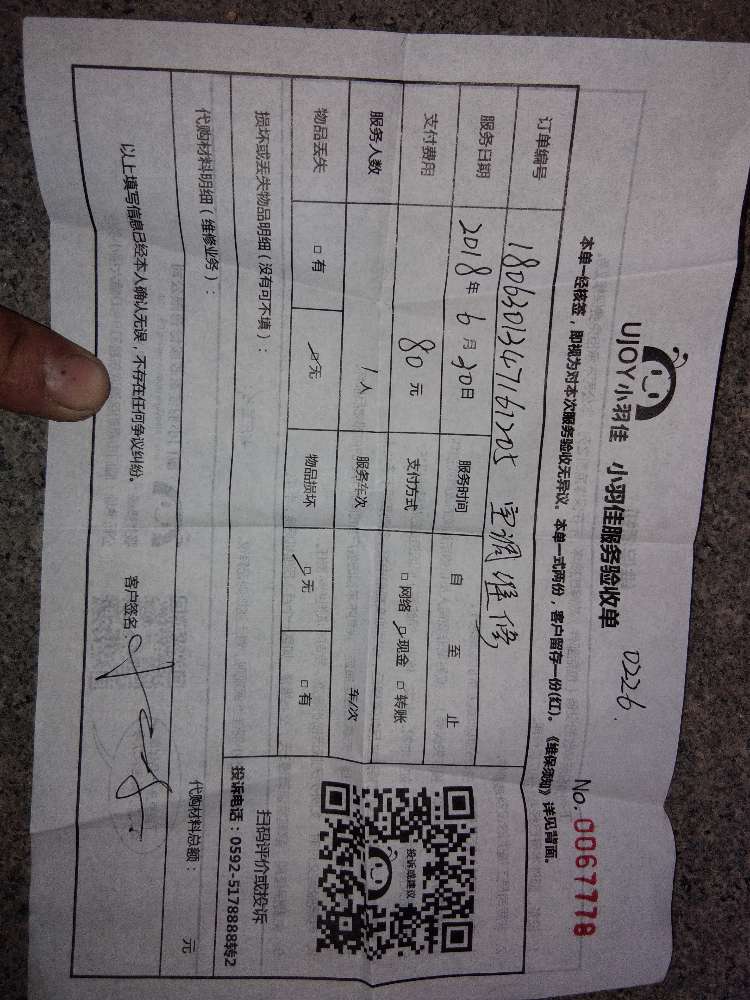 UJOY小羽佳 小羽佳服务验收单 0226.
No.0067778
本单一经核签，即视为对本次服务验收无异议。本单一式两份，客户留存一份(红)。《维保须知》详见背面。
订单编号 1806301347161205 空调维修
服务日期 2018年6月30日 服务时间 自 至 止
支付费用 80元 支付方式 □网络 ☑现金 □转账
服务人数 1人 服务车次 车/次
物品丢失 □有 ☑无 物品损坏 ☑无 □有
投诉或建议
扫码评价或投诉
投诉电话：0592-5178888转2
损坏或丢失物品明细（没有可不填）：
代购材料明细（维修业务）： 代购材料总额： 元
以上填写信息已经本人确认无误，不存在任何争议纠纷。 客户签名：